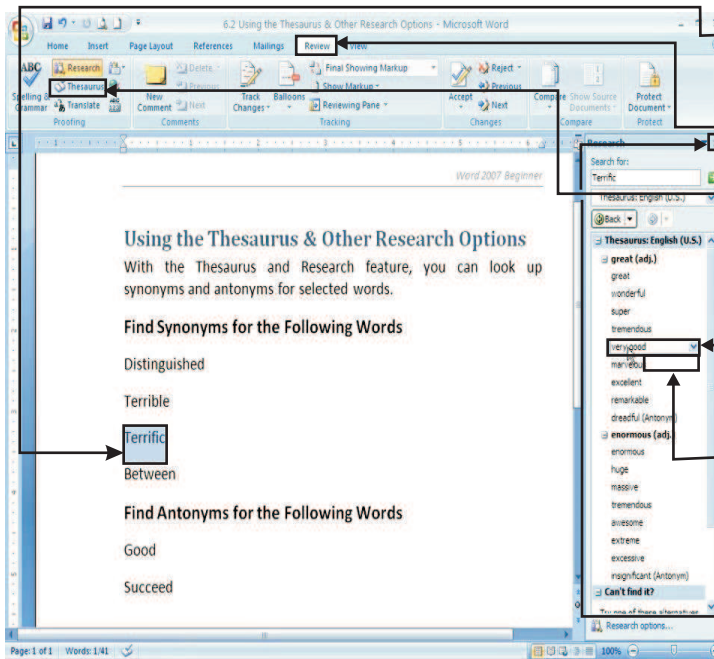 6.2 Using the Thesaurus & Other Research Options - Microsoft Word
Home Insert Page Layout References Mailings Review View
ABC Research Delete Final Showing Markup Reject
Thesaurus Previous Show Markup Previous
Spelling & Grammar Translate New Comment Next Track Changes Balloons Reviewing Pane Accept Next Compare Show Source Documents Protect Document
Proofing Comments Tracking Changes Compare Protect
Research
Search for:
Terrific
Thesaurus: English (U.S.)
Back
Thesaurus: English (U.S.)
great (adj.)
great
wonderful
super
tremendous
very good
marvelous
excellent
remarkable
dreadful (Antonym)
enormous (adj.)
enormous
huge
massive
tremendous
awesome
extreme
excessive
insignificant (Antonym)
Can't find it?
Try one of these alternatives
Research options...
Word 2007 Beginner
Using the Thesaurus & Other Research Options
With the Thesaurus and Research feature, you can look up
synonyms and antonyms for selected words.
Find Synonyms for the Following Words
Distinguished
Terrible
Terrific
Between
Find Antonyms for the Following Words
Good
Succeed
Page: 1 of 1 Words: 1/41 100%